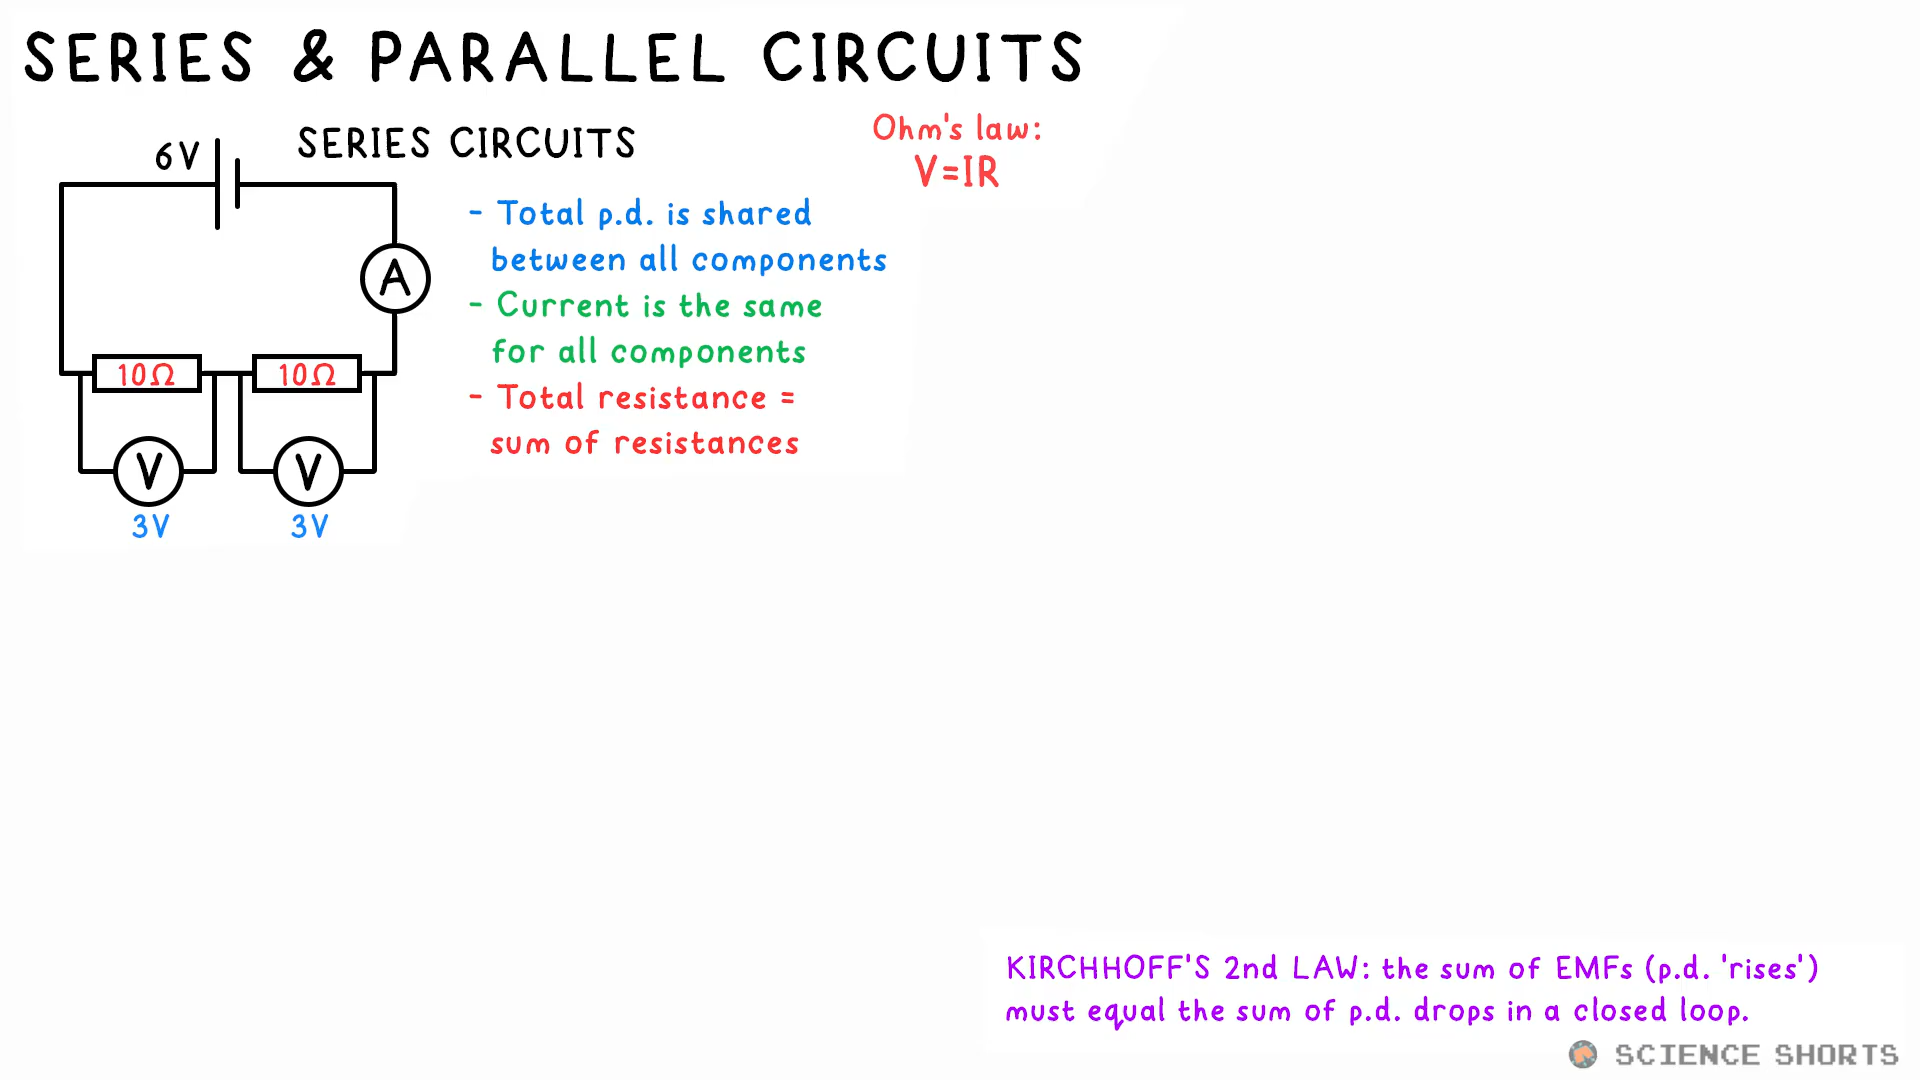 SERIES & PARALLEL CIRCUITS
SERIES CIRCUITS
Ohm's law:
V=IR
6V
A
- Total p.d. is shared
between all components
- Current is the same
for all components
- Total resistance =
sum of resistances
10Ω 10Ω
V V
3V 3V
KIRCHHOFF'S 2nd LAW: the sum of EMFs (p.d. 'rises')
must equal the sum of p.d. drops in a closed loop.
SCIENCE SHORTS